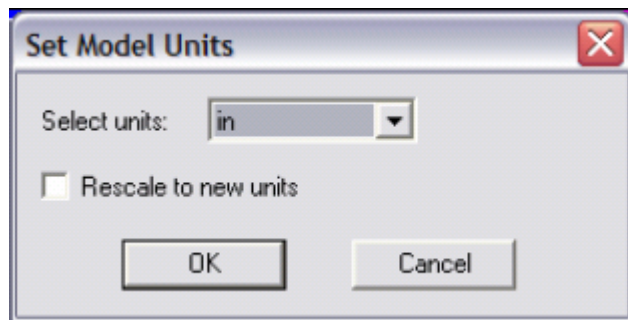 Set Model Units
Select units: in
Rescale to new units
OK Cancel